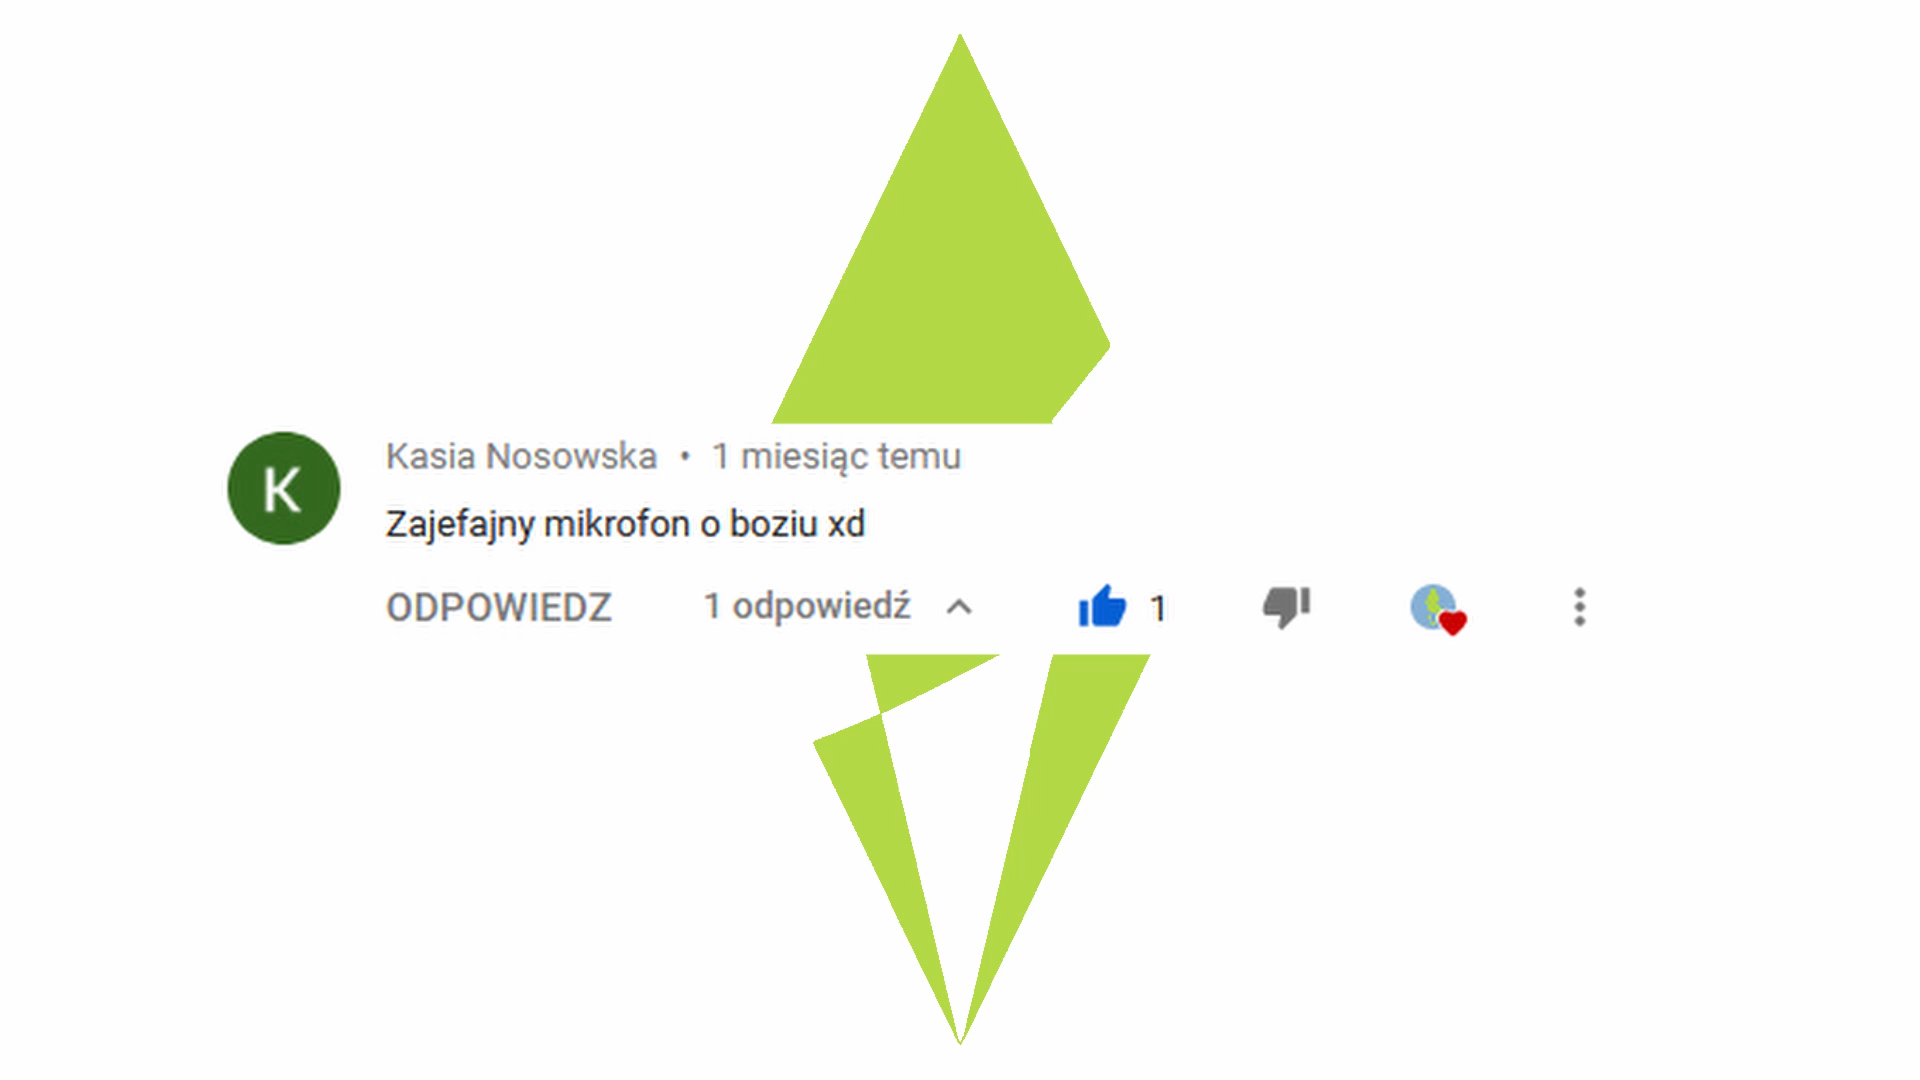 K
Kasia Nosowska • 1 miesiąc temu
Zajefajny mikrofon o boziu xd
ODPOWIEDZ 1 odpowiedź 1